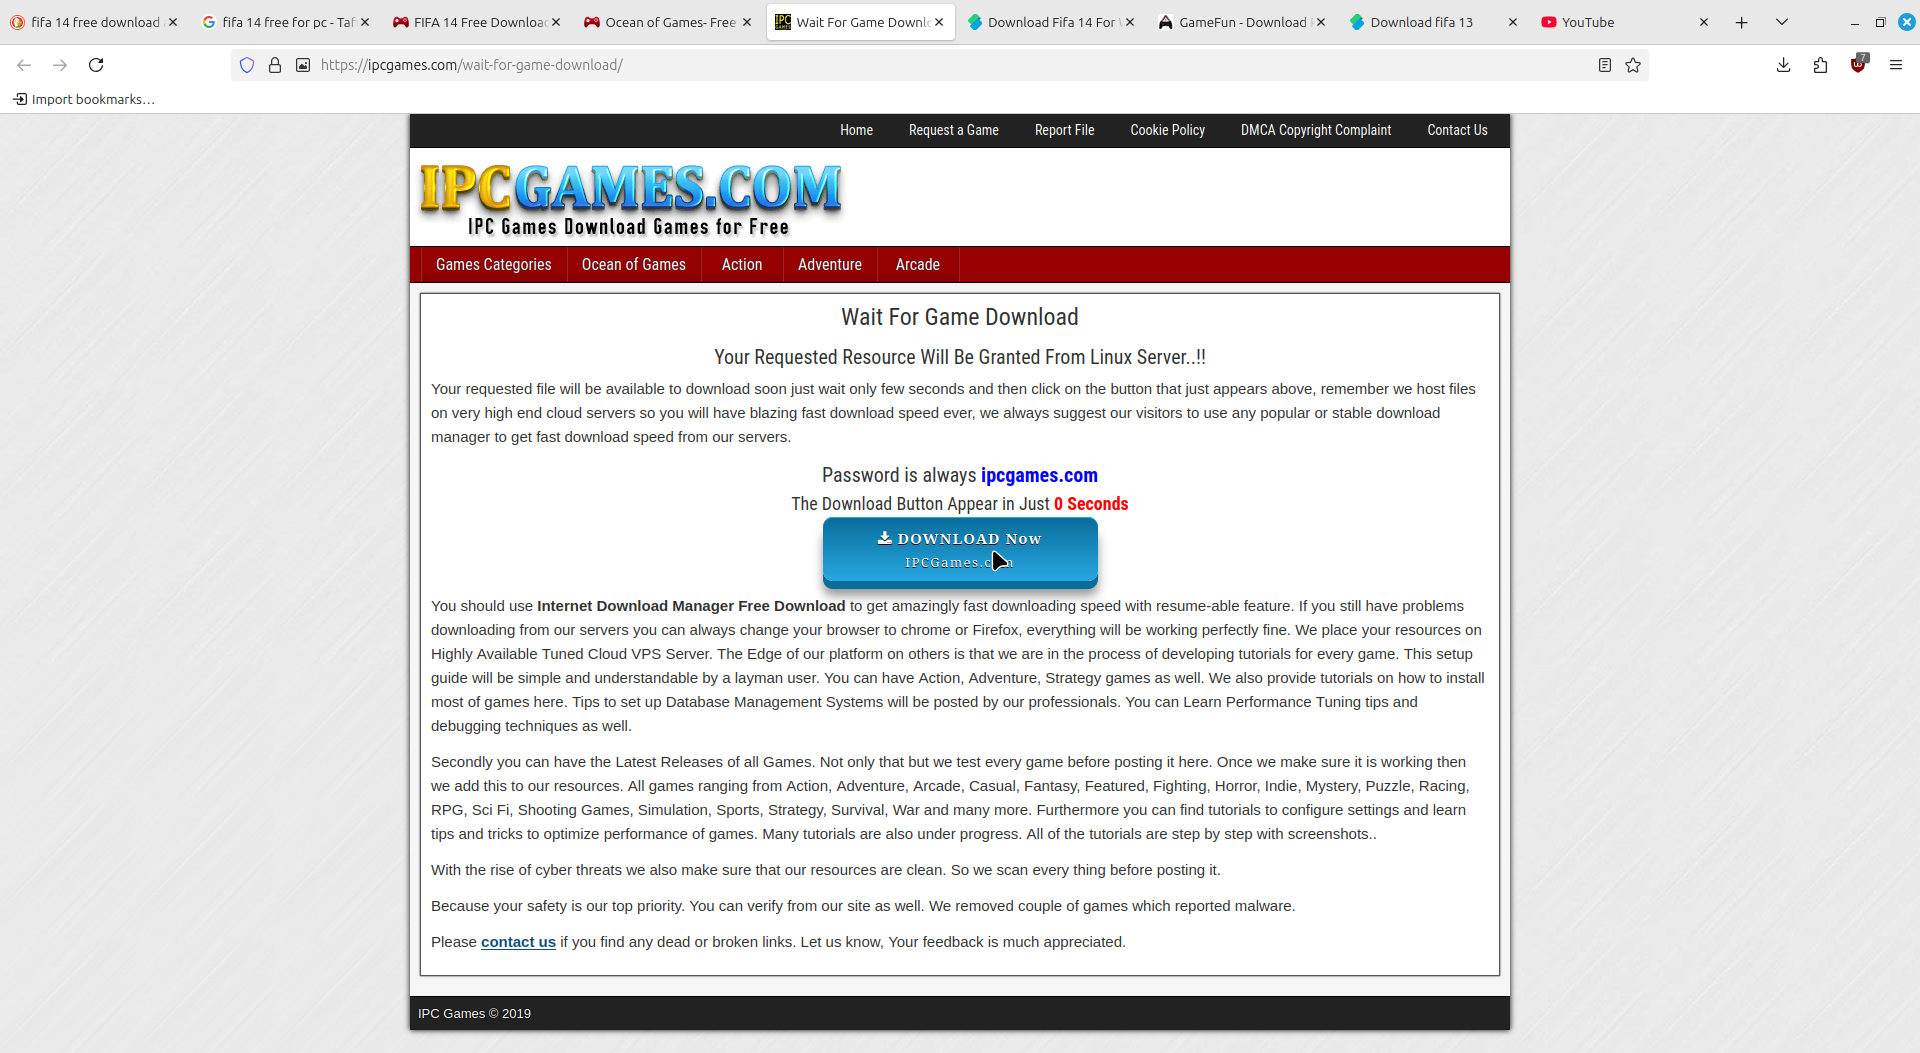 fifa 14 free download
fifa 14 free for pc - Taf
FIFA 14 Free Downloa
Ocean of Games- Free
Wait For Game Downl
Download Fifa 14 For
GameFun - Download
Download fifa 13
YouTube
https://ipcgames.com/wait-for-game-download/
7
Import bookmarks...
Home Request a Game Report File Cookie Policy DMCA Copyright Complaint Contact Us
IPCGAMES.COM
IPC Games Download Games for Free
Games Categories Ocean of Games Action Adventure Arcade
Wait For Game Download
Your Requested Resource Will Be Granted From Linux Server..!!
Your requested file will be available to download soon just wait only few seconds and then click on the button that just appears above, remember we host files
on very high end cloud servers so you will have blazing fast download speed ever, we always suggest our visitors to use any popular or stable download
manager to get fast download speed from our servers.
Password is always ipcgames.com
The Download Button Appear in Just 0 Seconds
DOWNLOAD Now
IPCGames.com
You should use Internet Download Manager Free Download to get amazingly fast downloading speed with resume-able feature. If you still have problems
downloading from our servers you can always change your browser to chrome or Firefox, everything will be working perfectly fine. We place your resources on
Highly Available Tuned Cloud VPS Server. The Edge of our platform on others is that we are in the process of developing tutorials for every game. This setup
guide will be simple and understandable by a layman user. You can have Action, Adventure, Strategy games as well. We also provide tutorials on how to install
most of games here. Tips to set up Database Management Systems will be posted by our professionals. You can Learn Performance Tuning tips and
debugging techniques as well.
Secondly you can have the Latest Releases of all Games. Not only that but we test every game before posting it here. Once we make sure it is working then
we add this to our resources. All games ranging from Action, Adventure, Arcade, Casual, Fantasy, Featured, Fighting, Horror, Indie, Mystery, Puzzle, Racing,
RPG, Sci Fi, Shooting Games, Simulation, Sports, Strategy, Survival, War and many more. Furthermore you can find tutorials to configure settings and learn
tips and tricks to optimize performance of games. Many tutorials are also under progress. All of the tutorials are step by step with screenshots..
With the rise of cyber threats we also make sure that our resources are clean. So we scan every thing before posting it.
Because your safety is our top priority. You can verify from our site as well. We removed couple of games which reported malware.
Please contact us if you find any dead or broken links. Let us know, Your feedback is much appreciated.
IPC Games © 2019